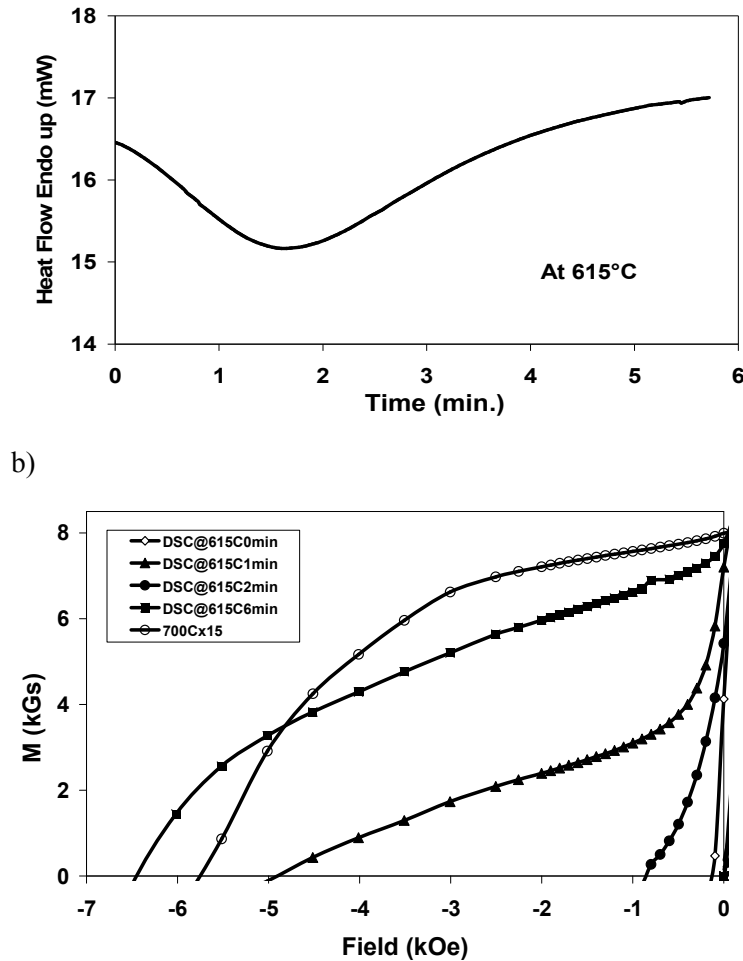 18
17
16
15
14
Heat Flow Endo up (mW)
At 615°C
0 1 2 3 4 5 6
Time (min.)
b)
8
6
4
2
0
M (kGs)
DSC@615C0min
DSC@615C1min
DSC@615C2min
DSC@615C6min
700Cx15
-7 -6 -5 -4 -3 -2 -1 0
Field (kOe)